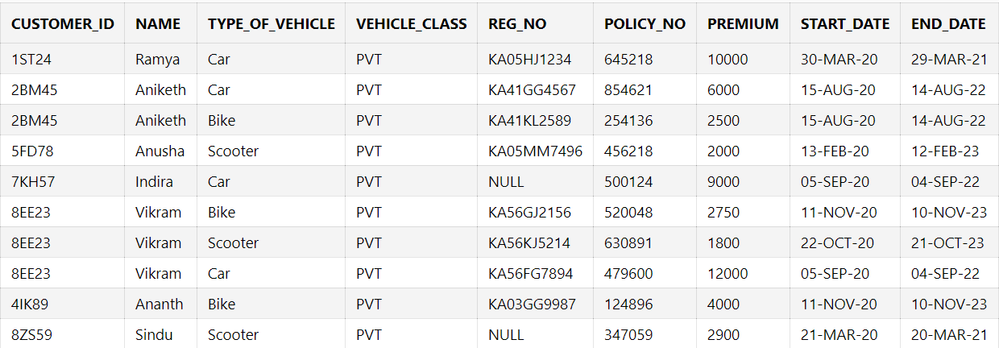 CUSTOMER_ID NAME TYPE_OF_VEHICLE VEHICLE_CLASS REG_NO POLICY_NO PREMIUM START_DATE END_DATE
1ST24 Ramya Car PVT KA05HJ1234 645218 10000 30-MAR-20 29-MAR-21
2BM45 Aniketh Car PVT KA41GG4567 854621 6000 15-AUG-20 14-AUG-22
2BM45 Aniketh Bike PVT KA41KL2589 254136 2500 15-AUG-20 14-AUG-22
5FD78 Anusha Scooter PVT KA05MM7496 456218 2000 13-FEB-20 12-FEB-23
7KH57 Indira Car PVT NULL 500124 9000 05-SEP-20 04-SEP-22
8EE23 Vikram Bike PVT KA56GJ2156 520048 2750 11-NOV-20 10-NOV-23
8EE23 Vikram Scooter PVT KA56KJ5214 630891 1800 22-OCT-20 21-OCT-23
8EE23 Vikram Car PVT KA56FG7894 479600 12000 05-SEP-20 04-SEP-22
4IK89 Ananth Bike PVT KA03GG9987 124896 4000 11-NOV-20 10-NOV-23
8ZS59 Sindu Scooter PVT NULL 347059 2900 21-MAR-20 20-MAR-21